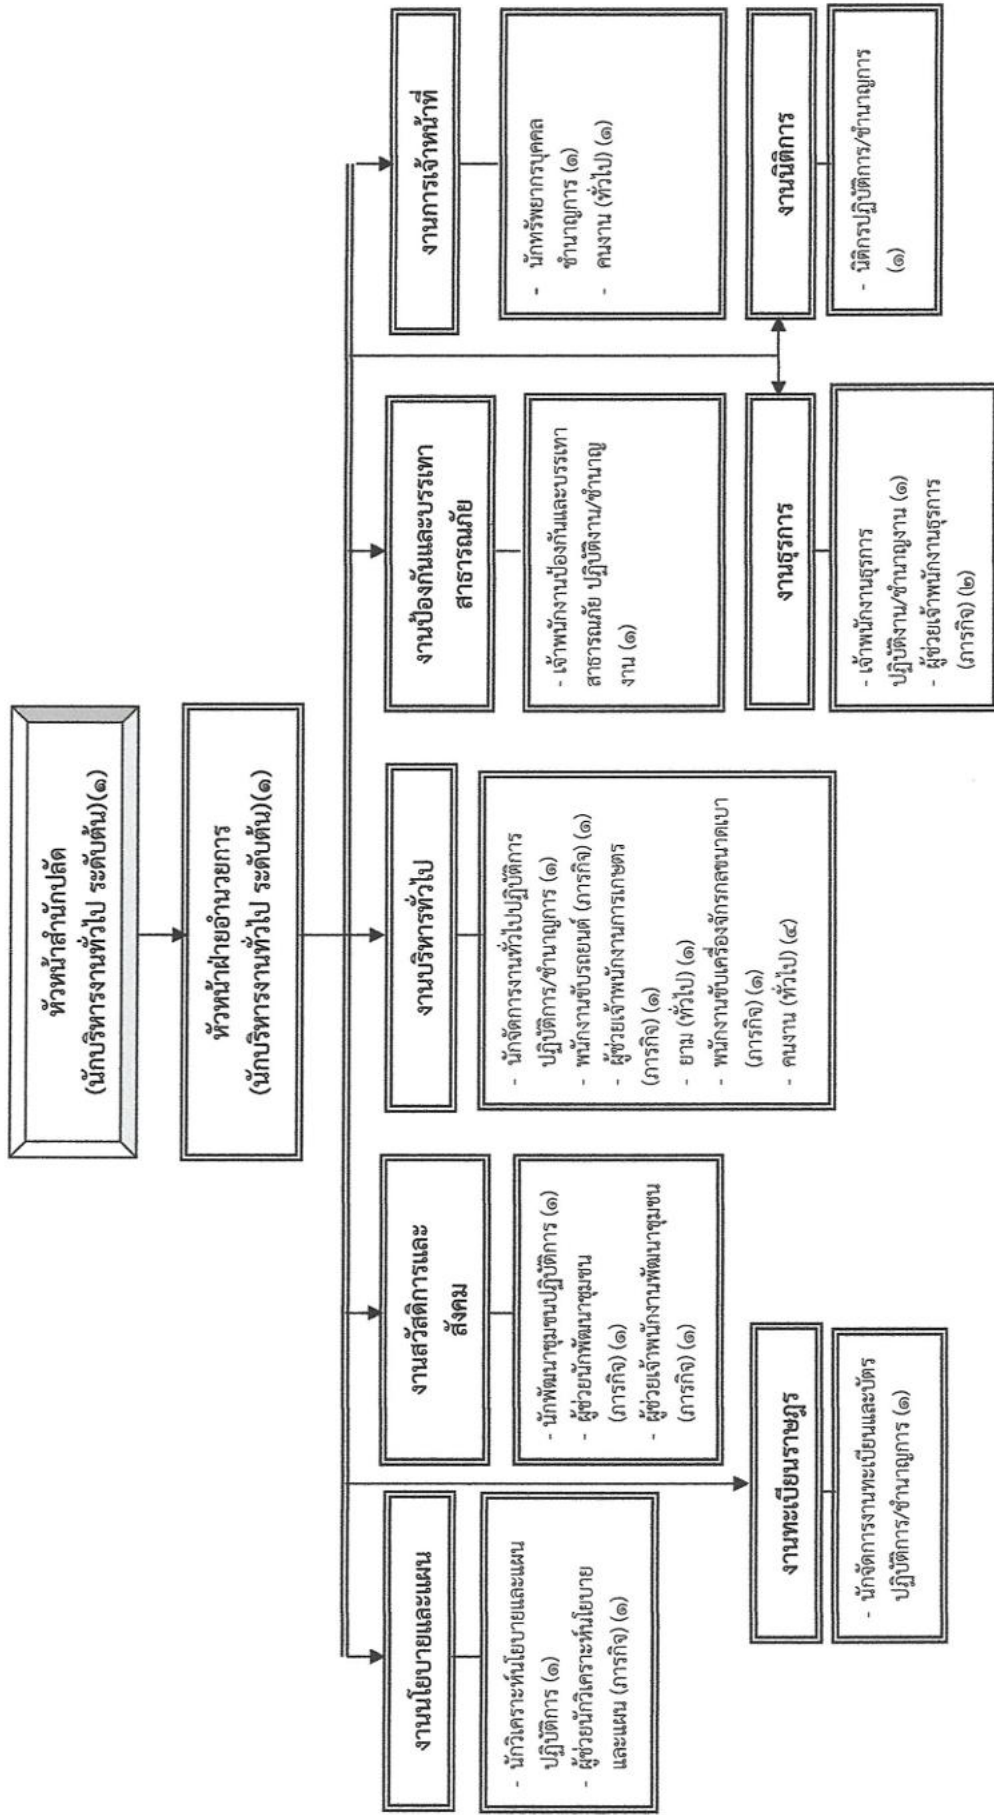 หัวหน้าสำนักปลัด
(นักบริหารงานทั่วไป ระดับต้น)(๑)
หัวหน้าฝ่ายอำนวยการ
(นักบริหารงานทั่วไป ระดับต้น)(๑)
งานนโยบายและแผน
- นักวิเคราะห์นโยบายและแผน
ปฏิบัติการ (๑)
- ผู้ช่วยนักวิเคราะห์นโยบาย
และแผน (ภารกิจ) (๑)
งานสวัสดิการและ
สังคม
- นักพัฒนาชุมชนปฏิบัติการ (๑)
- ผู้ช่วยนักพัฒนาชุมชน
(ภารกิจ) (๑)
- ผู้ช่วยเจ้าพนักงานพัฒนาชุมชน
(ภารกิจ) (๑)
งานบริหารทั่วไป
- นักจัดการงานทั่วไปปฏิบัติการ
ปฏิบัติการ/ชำนาญการ (๑)
- พนักงานขับรถยนต์ (ภารกิจ) (๑)
- ผู้ช่วยเจ้าพนักงานการเกษตร
(ภารกิจ) (๑)
- ยาม (ทั่วไป) (๑)
- พนักงานขับเครื่องจักรกลขนาดเบา
(ภารกิจ) (๑)
- คนงาน (ทั่วไป) (๔)
งานป้องกันและบรรเทา
สาธารณภัย
- เจ้าพนักงานป้องกันและบรรเทา
สาธารณภัย ปฏิบัติงาน/ชำนาญ
งาน (๑)
งานการเจ้าหน้าที่
- นักทรัพยากรบุคคล
ชำนาญการ (๑)
- คนงาน (ทั่วไป) (๑)
งานทะเบียนราษฎร
- นักจัดการงานทะเบียนและบัตร
ปฏิบัติการ/ชำนาญการ (๑)
งานธุรการ
- เจ้าพนักงานธุรการ
ปฏิบัติงาน/ชำนาญงาน (๑)
- ผู้ช่วยเจ้าพนักงานธุรการ
(ภารกิจ) (๒)
งานนิติการ
- นิติกรปฏิบัติการ/ชำนาญการ
(๑)